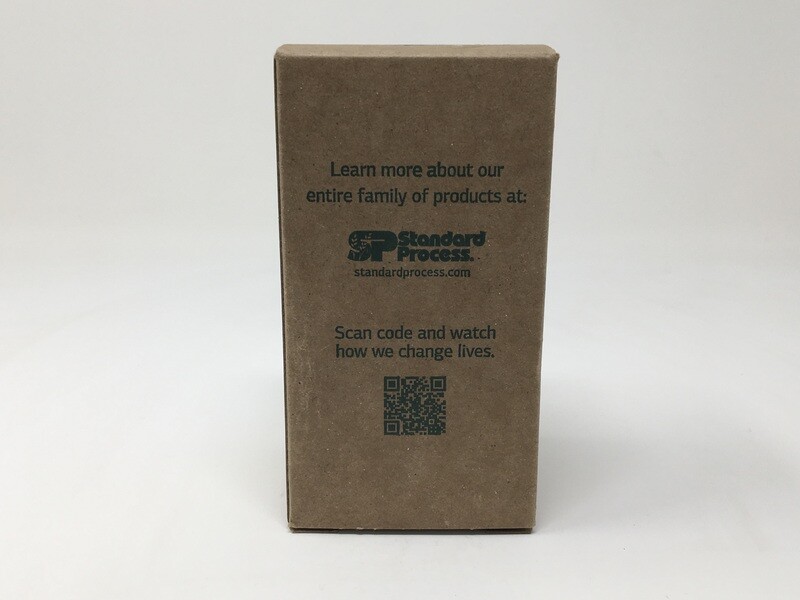 Learn more about our
entire family of products at:
SP Standard
Process.
standardprocess.com
Scan code and watch
how we change lives.